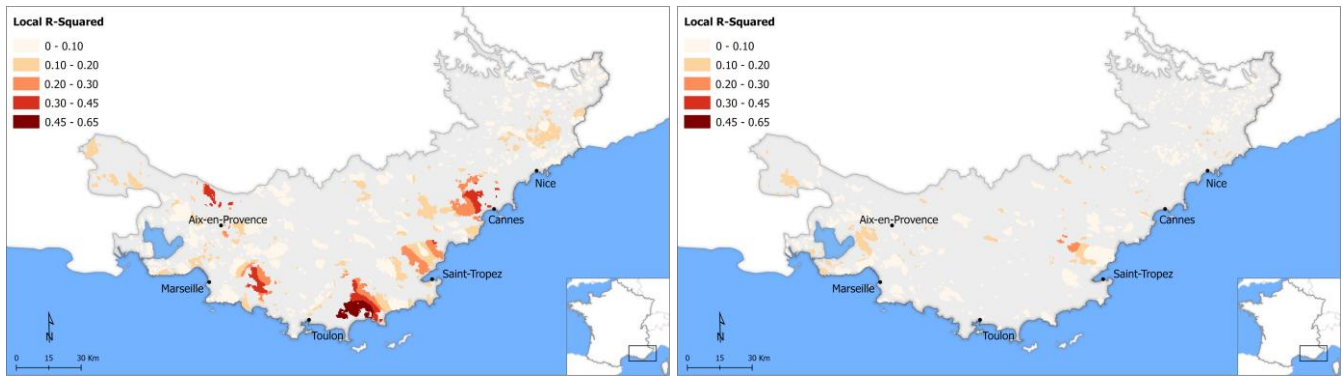 Local R-Squared
0 - 0.10
0.10 - 0.20
0.20 - 0.30
0.30 - 0.45
0.45 - 0.65
Nice
Cannes
Aix-en-Provence
Saint-Tropez
Marseille
Toulon
N
0 15 30 Km
Local R-Squared
0 - 0.10
0.10 - 0.20
0.20 - 0.30
0.30 - 0.45
0.45 - 0.65
Nice
Cannes
Aix-en-Provence
Saint-Tropez
Marseille
Toulon
N
0 15 30 Km